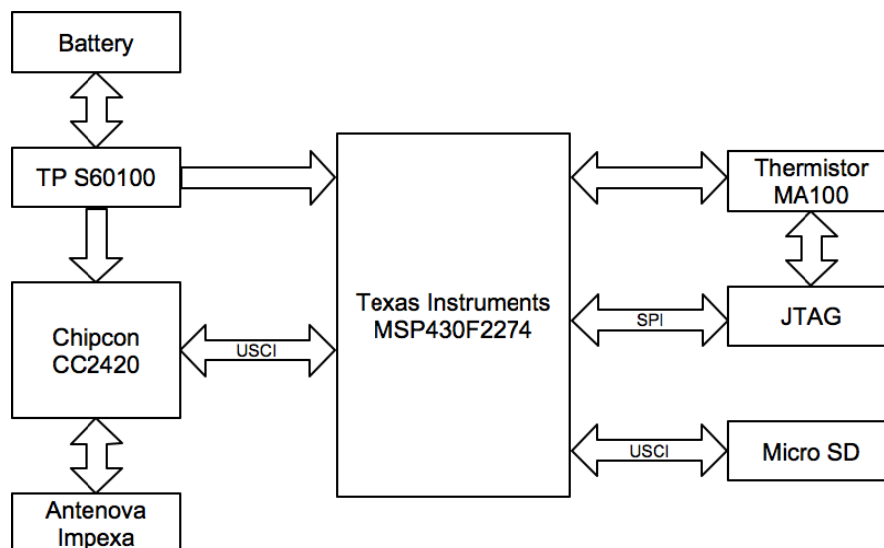 Battery
TP S60100
Thermistor
MA100
Texas Instruments
MSP430F2274
Chipcon
CC2420
USCI
SPI
JTAG
USCI
Micro SD
Antenova
Impexa